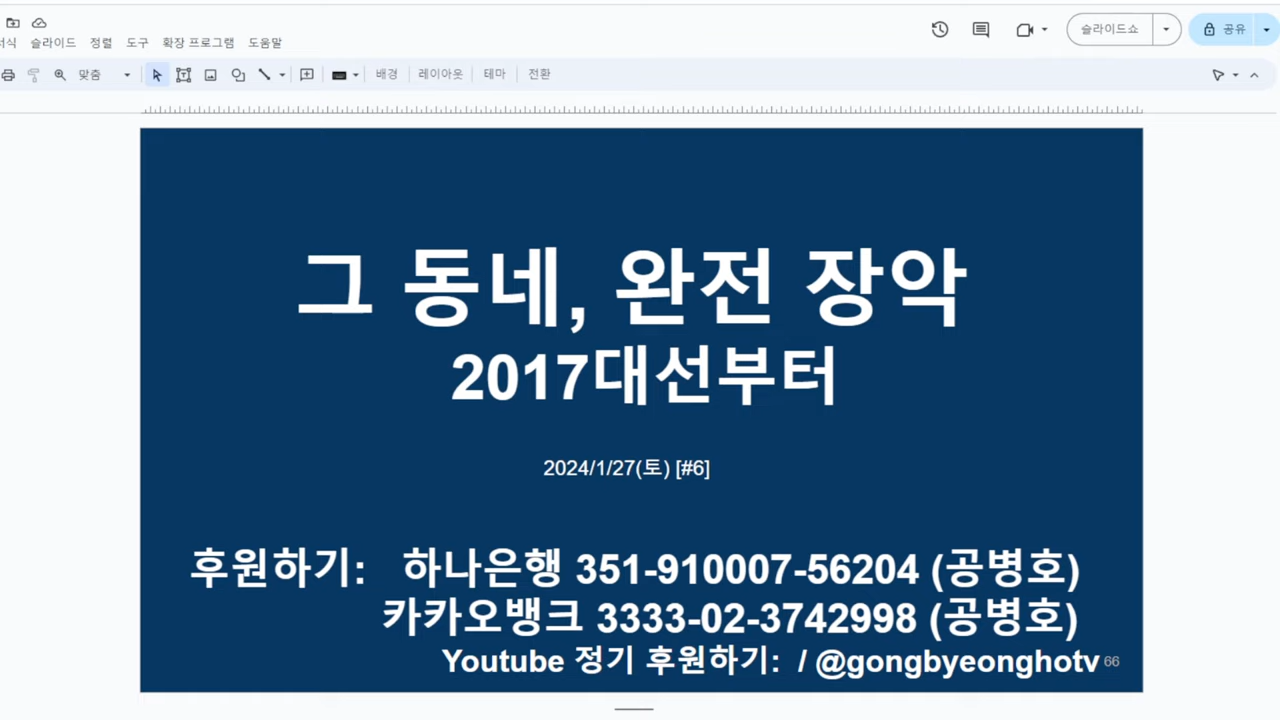 서식 슬라이드 정렬 도구 확장 프로그램 도움말
슬라이드쇼
공유
맞춤
배경 레이아웃 테마 전환
그 동네, 완전 장악
2017대선부터
2024/1/27(토) [#6]
후원하기: 하나은행 351-910007-56204 (공병호)
카카오뱅크 3333-02-3742998 (공병호)
Youtube 정기 후원하기: / @gongbyeonghotv
66